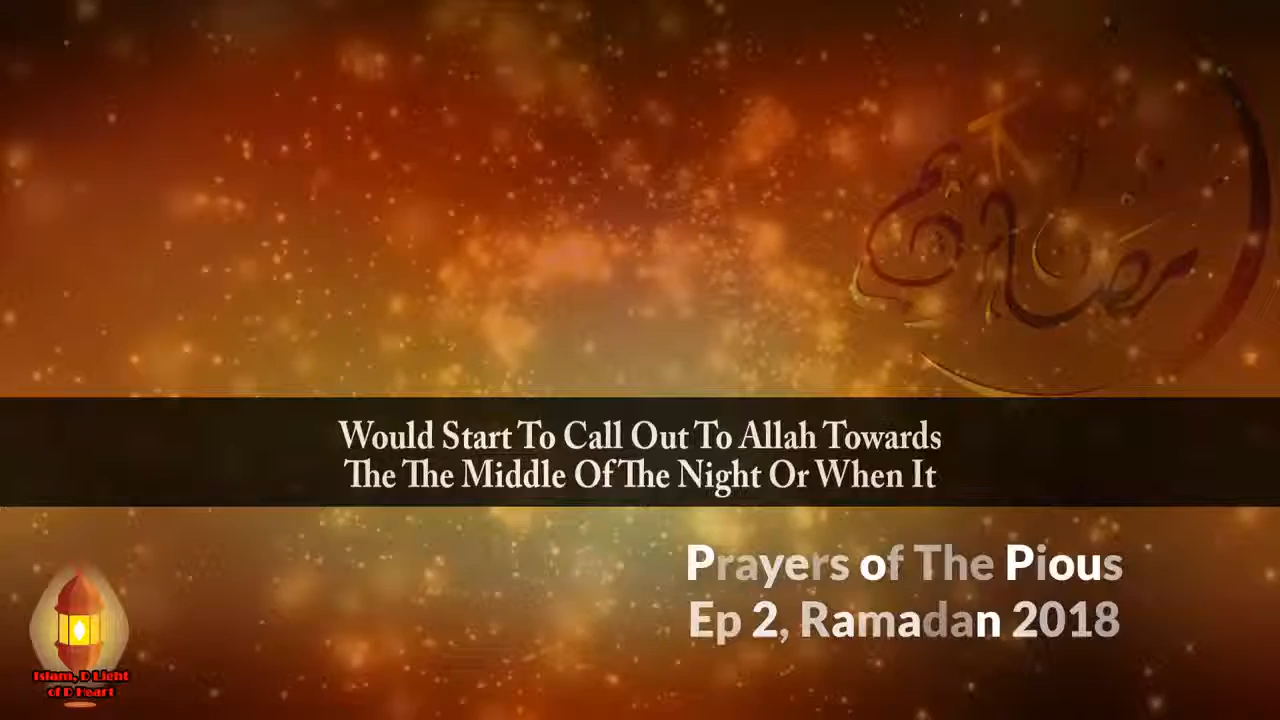 رمضان
Would Start To Call Out To Allah Towards
The The Middle Of The Night Or When It
Prayers of The Pious
Ep 2, Ramadan 2018
Islam, D Light
of D Heart